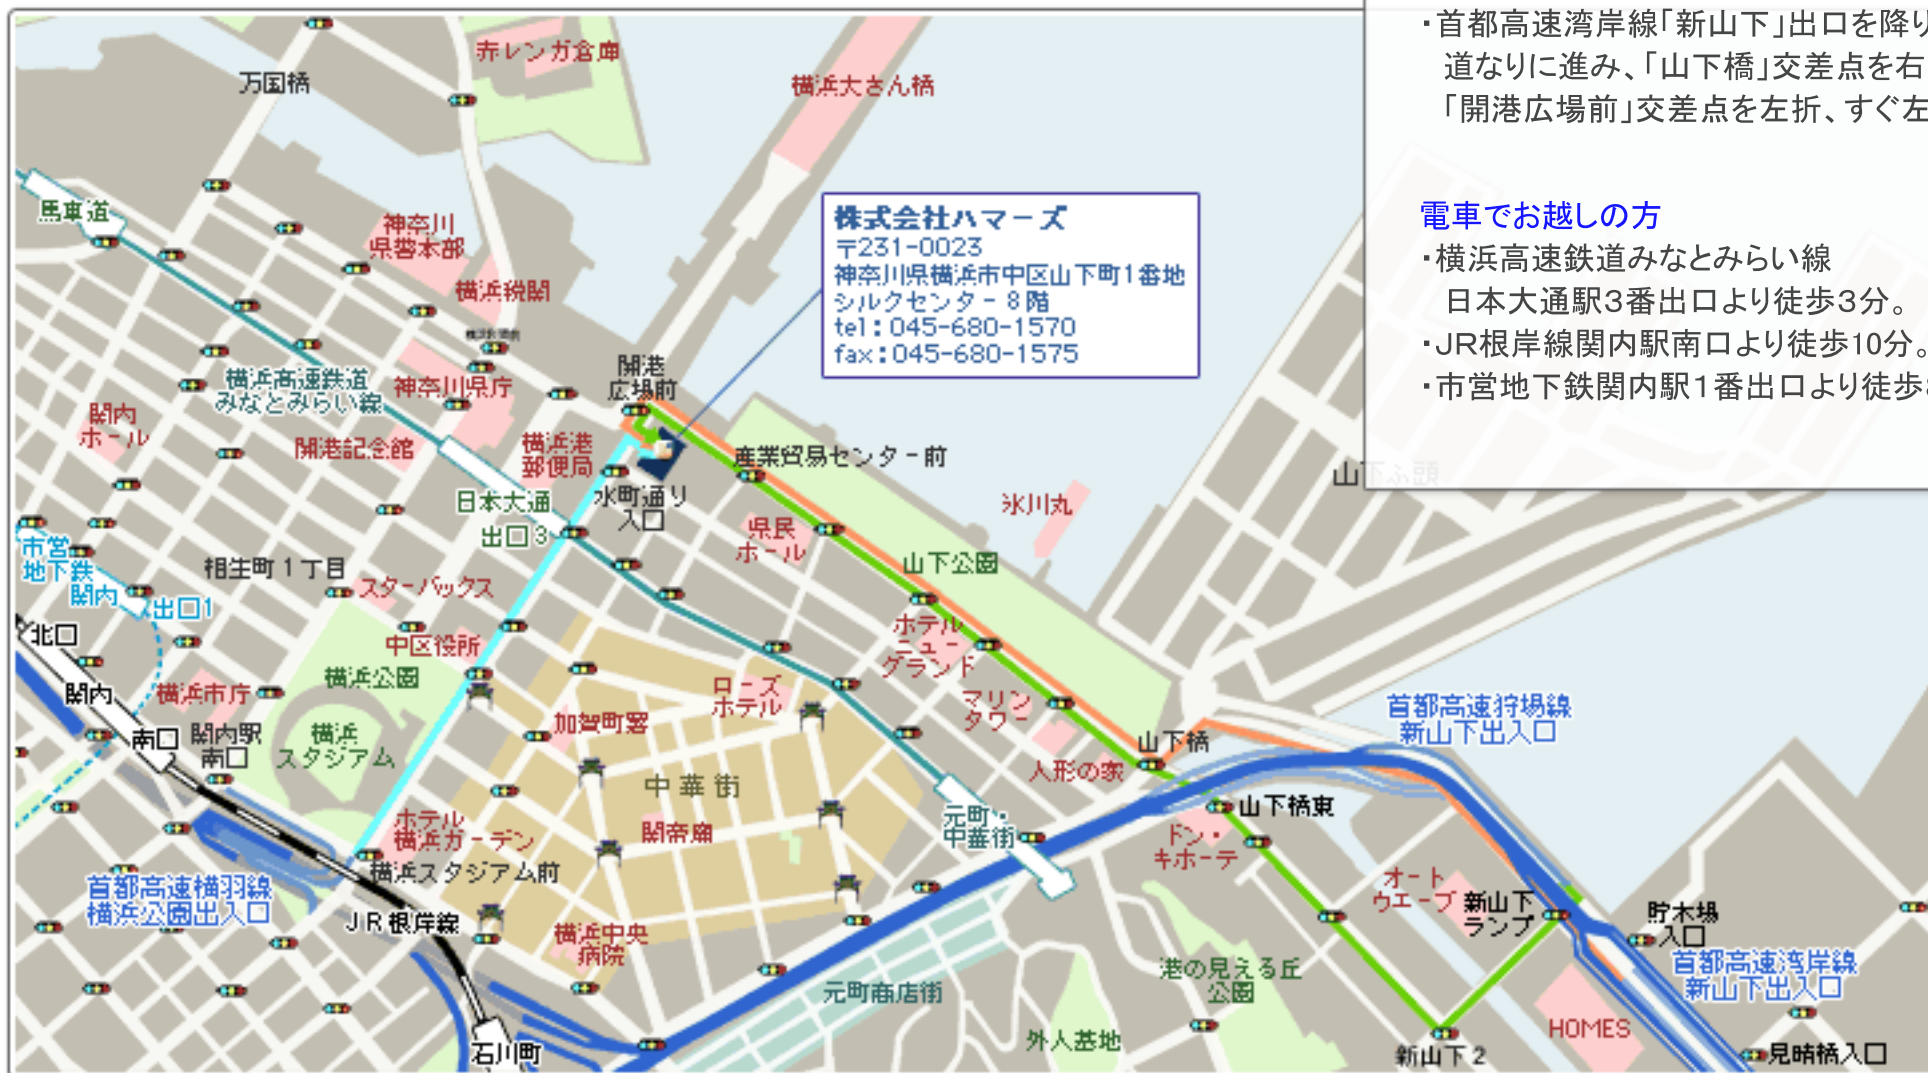 ・首都高速湾岸線「新山下」出口を降り
道なりに進み、「山下橋」交差点を右
「開港広場前」交差点を左折、すぐ左
電車でお越しの方
・横浜高速鉄道みなとみらい線
日本大通駅3番出口より徒歩3分。
・JR根岸線関内駅南口より徒歩10分。
・市営地下鉄関内駅1番出口より徒歩
赤レンガ倉庫
万国橋
横浜大さん橋
馬車道
神奈川
県警本部
横浜税関
株式会社ハマーズ
〒231-0023
神奈川県横浜市中区山下町1番地
シルクセンター8階
tel:045-680-1570
fax:045-680-1575
開港
広場前
横浜高速鉄道
みなとみらい線
神奈川県庁
関内
ホール
開港記念館
横浜港
郵便局
産業貿易センター前
山下ふ頭
日本大通
出口3
水町通り
入口
県民
ホール
氷川丸
山下公園
市営
地下鉄
関内
出口1
相生町1丁目
スターバックス
北口
中区役所
ホテル
ニュー
グランド
関内
横浜市庁
横浜公園
ローズ
ホテル
マリン
タワー
首都高速狩場線
新山下出入口
南口
関内駅
南口
横浜
スタジアム
加賀町署
山下橋
人形の家
中華街
元町・
中華街
山下橋東
ホテル
横浜ガーデン
関帝廟
ドン・
キホーテ
横浜スタジアム前
オート
ウエーブ
新山下
ランプ
貯木場
入口
首都高速横羽線
横浜公園出入口
JR根岸線
横浜中央
病院
首都高速湾岸線
新山下出入口
港の見える丘
公園
元町商店街
外人墓地
HOMES
石川町
新山下2
見晴橋入口